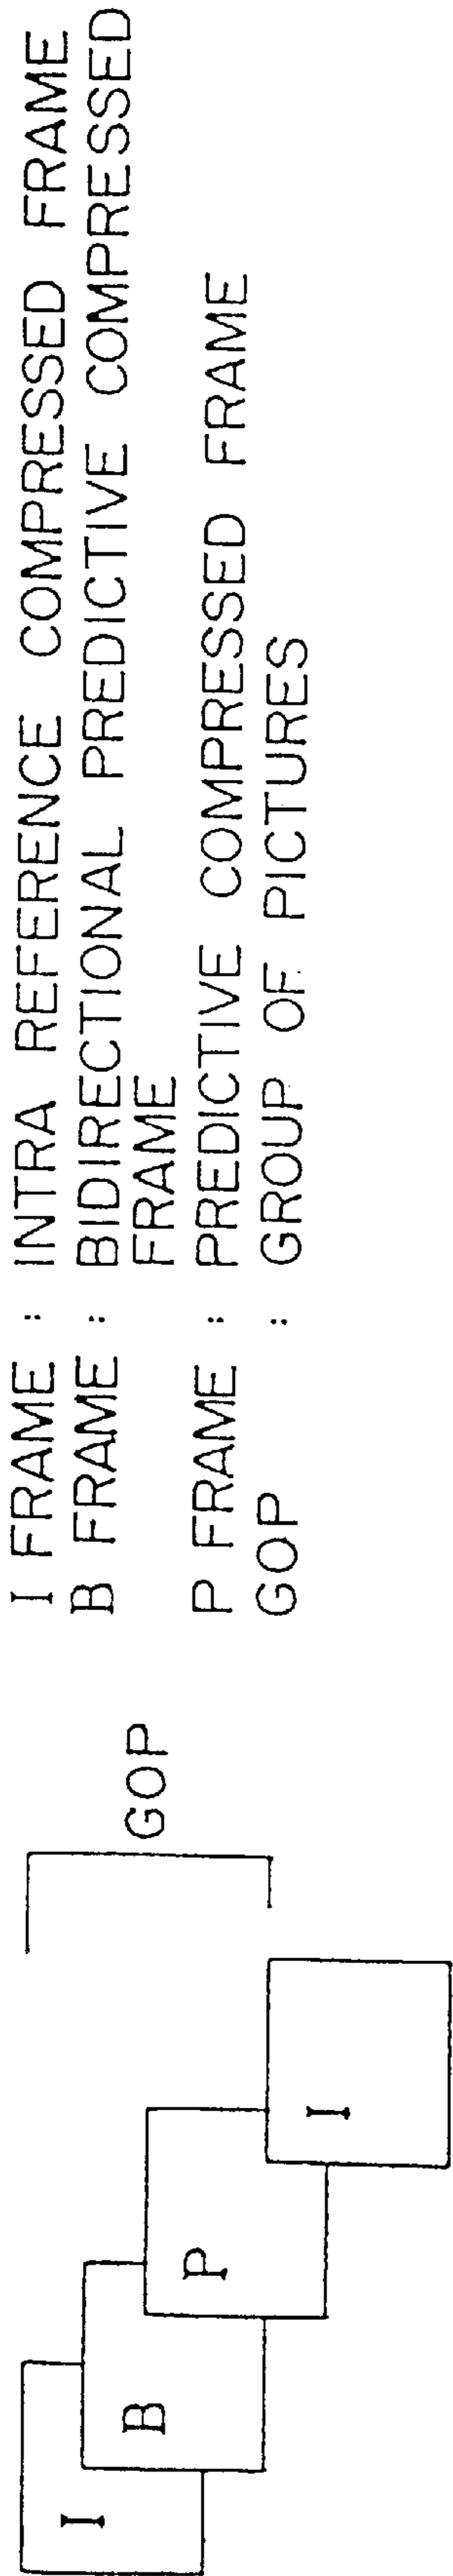 I
B
P
I
GOP
I FRAME : INTRA REFERENCE COMPRESSED FRAME
B FRAME : BIDIRECTIONAL PREDICTIVE COMPRESSED
FRAME
P FRAME : PREDICTIVE COMPRESSED FRAME
GOP : GROUP OF PICTURES